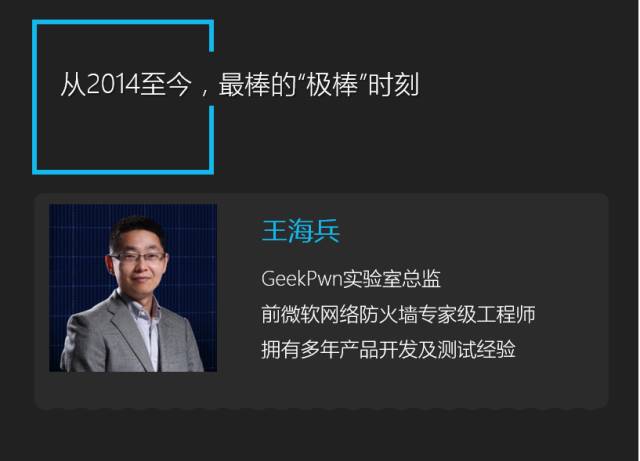 从2014至今，最棒的“极棒”时刻
王海兵
GeekPwn实验室总监
前微软网络防火墙专家级工程师
拥有多年产品开发及测试经验